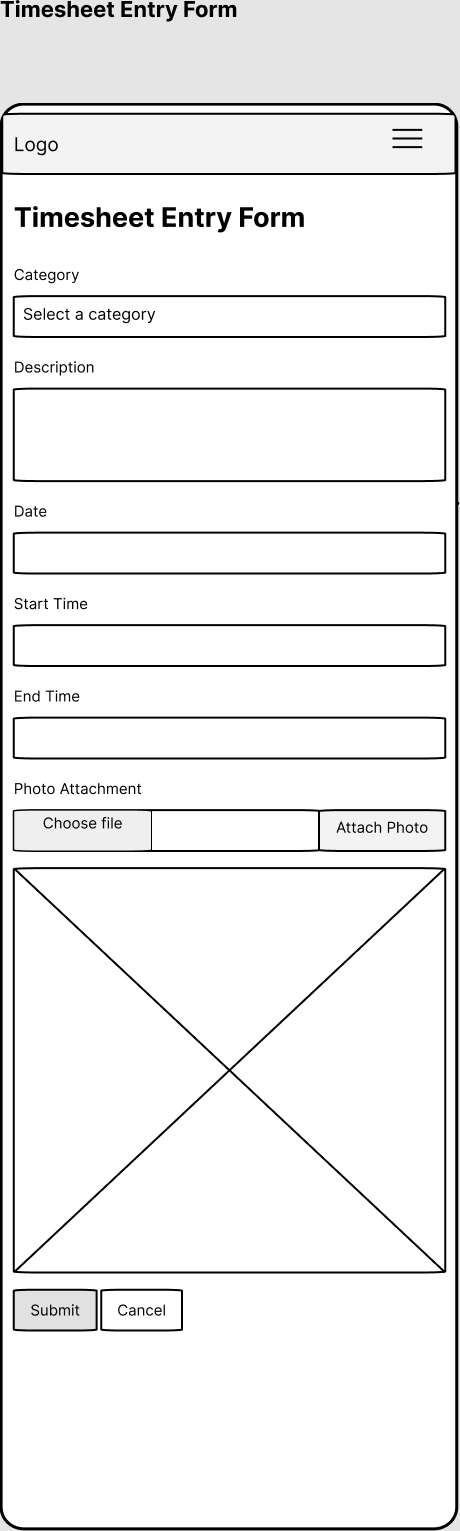 Timesheet Entry Form
Logo
Timesheet Entry Form
Category
Select a category
Description
Date
Start Time
End Time
Photo Attachment
Choose file
Attach Photo
Submit
Cancel